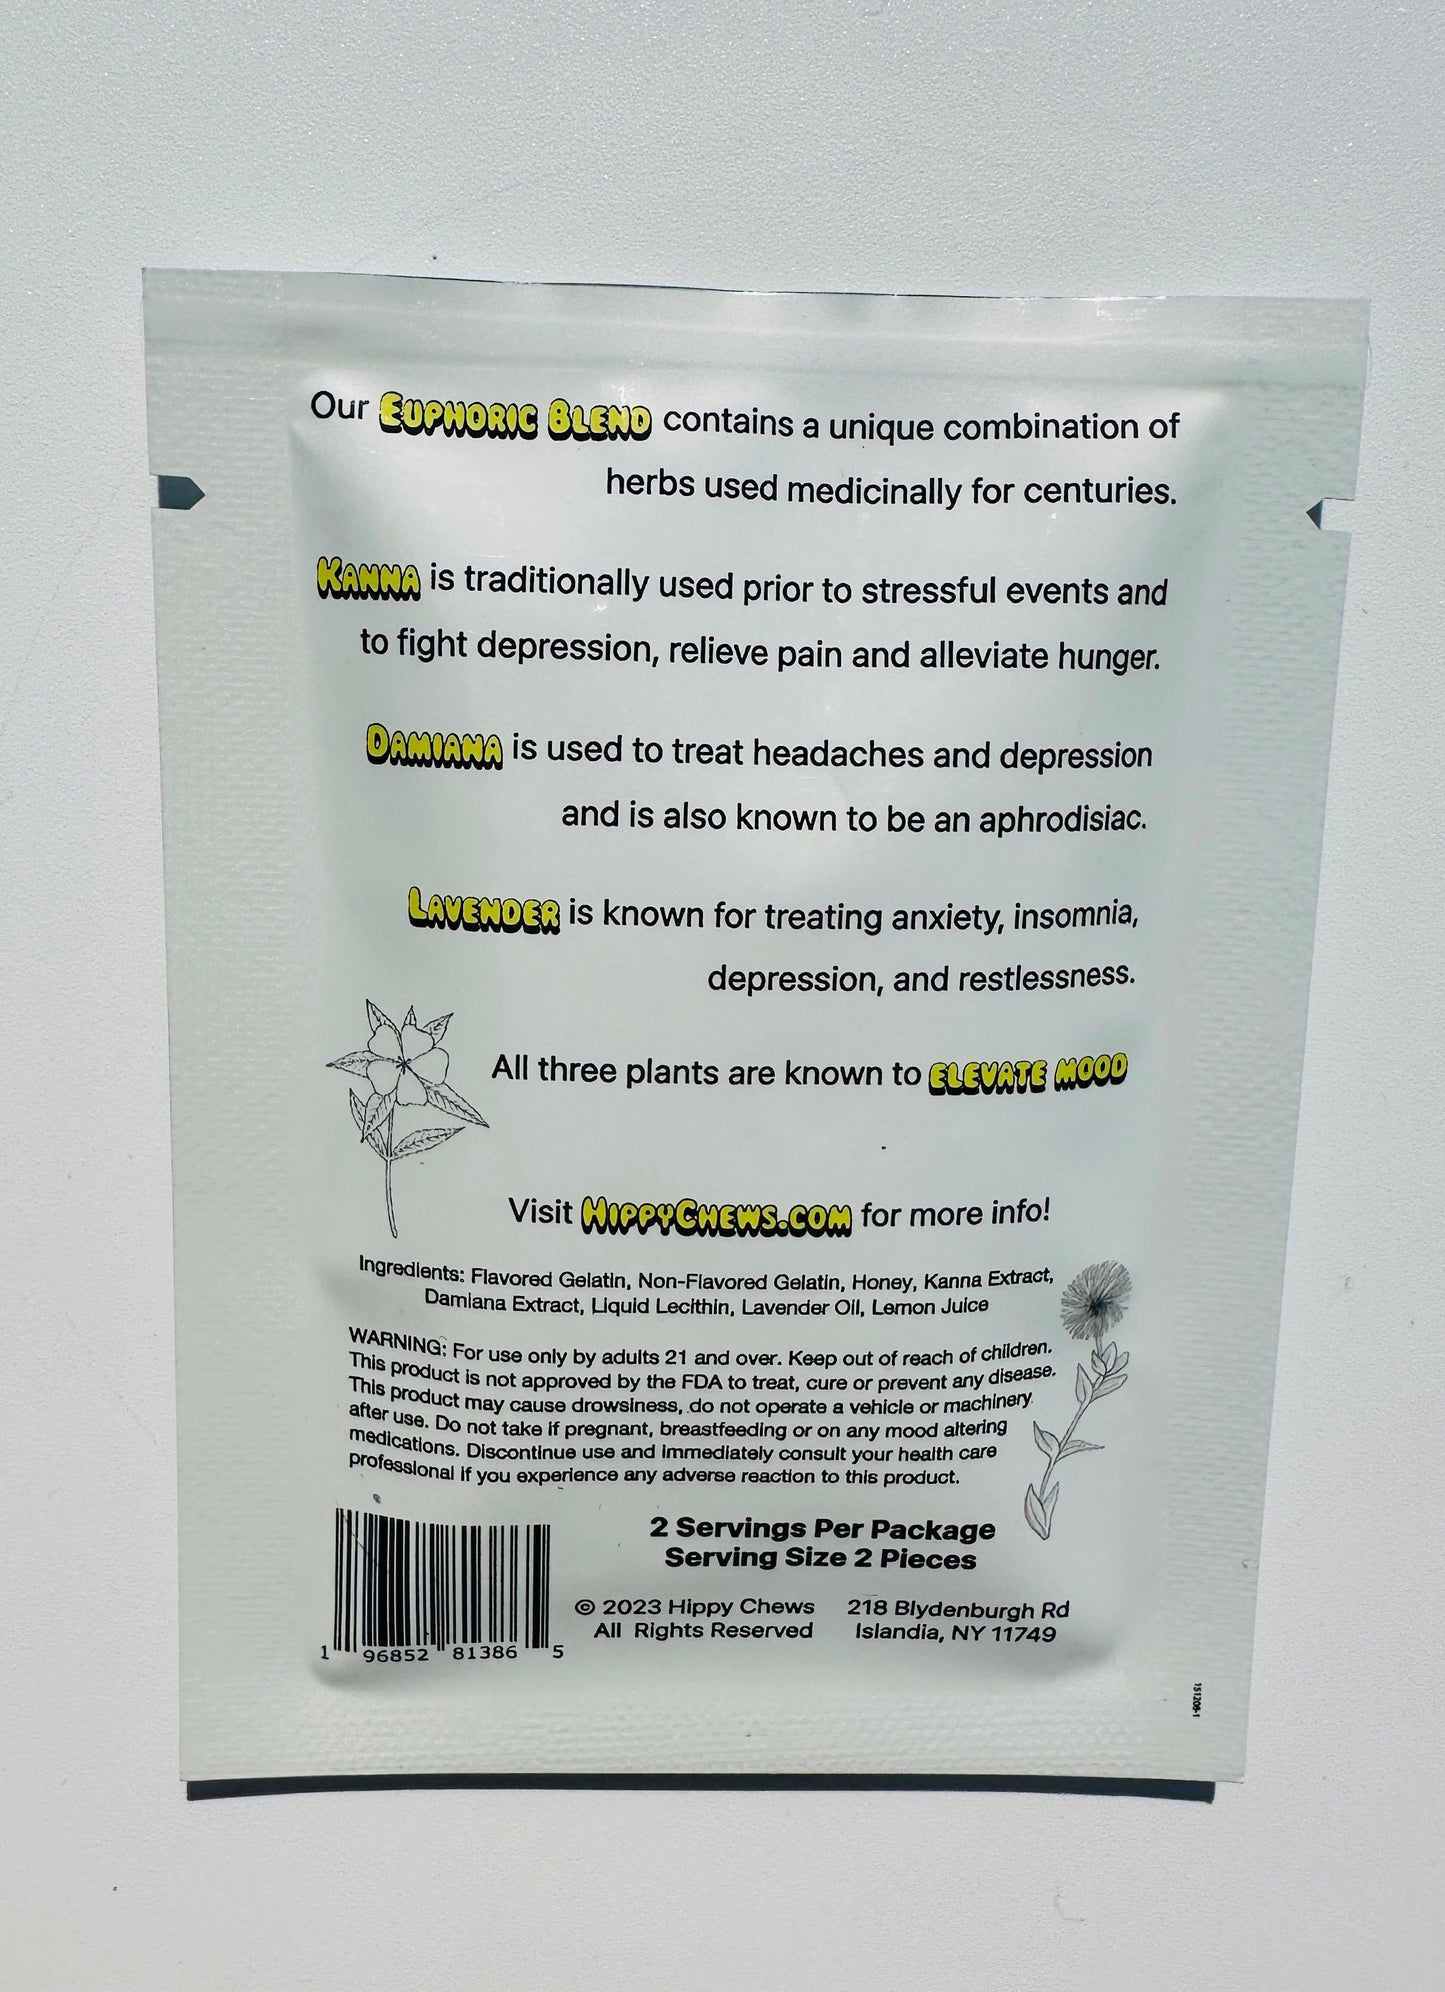 Our EUPHORIC BLEND contains a unique combination of
herbs used medicinally for centuries.
KANNA is traditionally used prior to stressful events and
to fight depression, relieve pain and alleviate hunger.
DAMIANA is used to treat headaches and depression
and is also known to be an aphrodisiac.
LAVENDER is known for treating anxiety, insomnia,
depression, and restlessness.
All three plants are known to ELEVATE MOOD
Visit HIPPYCHEWS.COM for more info!
Ingredients: Flavored Gelatin, Non-Flavored Gelatin, Honey, Kanna Extract,
Damiana Extract, Liquid Lecithin, Lavender Oil, Lemon Juice
WARNING: For use only by adults 21 and over. Keep out of reach of children.
This product is not approved by the FDA to treat, cure or prevent any disease.
This product may cause drowsiness, .do not operate a vehicle or machinery
after use. Do not take if pregnant, breastfeeding or on any mood altering
medications. Discontinue use and immediately consult your health care
professional if you experience any adverse reaction to this product.
2 Servings Per Package
Serving Size 2 Pieces
© 2023 Hippy Chews
All Rights Reserved
218 Blydenburgh Rd
Islandia, NY 11749
1 96852 81386 5
151206-1